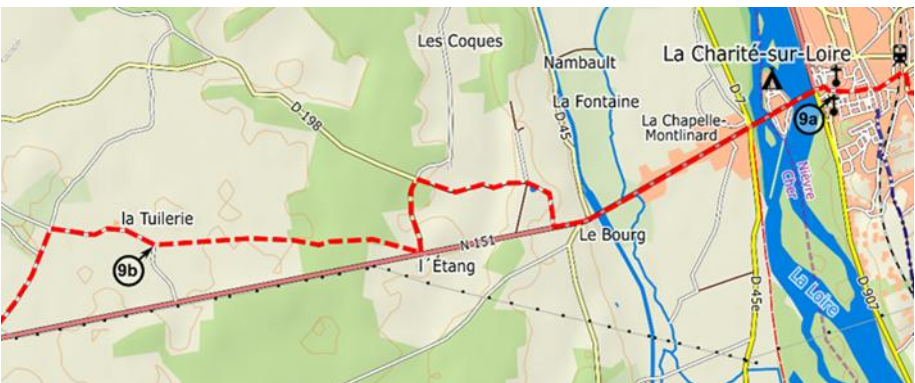 Les Coques
La Charité-sur-Loire
Nambault
D-198
D 7
La Fontaine
D-45
La Chapelle-
Montlinard
9a
Nièvre
Cher
la Tuilerie
N 151
Le Bourg
9b
l´Étang
La Loire
D-45e
D-907